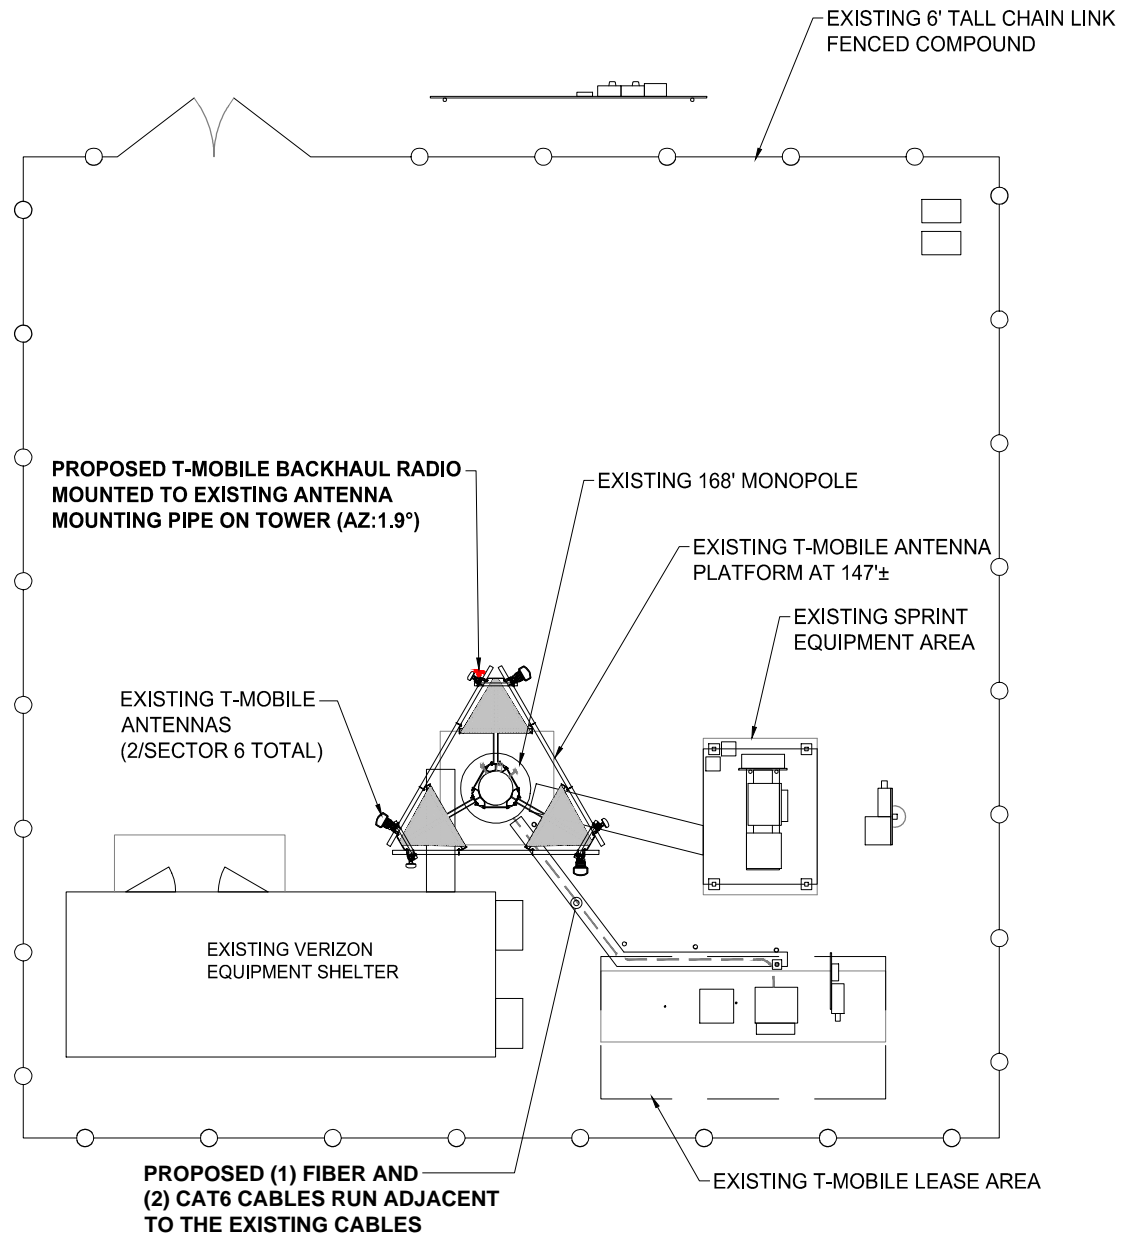 EXISTING 6' TALL CHAIN LINK
FENCED COMPOUND
PROPOSED T-MOBILE BACKHAUL RADIO
MOUNTED TO EXISTING ANTENNA
MOUNTING PIPE ON TOWER (AZ:1.9°)
EXISTING 168' MONOPOLE
EXISTING T-MOBILE ANTENNA
PLATFORM AT 147'±
EXISTING SPRINT
EQUIPMENT AREA
EXISTING T-MOBILE
ANTENNAS
(2/SECTOR 6 TOTAL)
EXISTING VERIZON
EQUIPMENT SHELTER
PROPOSED (1) FIBER AND
(2) CAT6 CABLES RUN ADJACENT
TO THE EXISTING CABLES
EXISTING T-MOBILE LEASE AREA